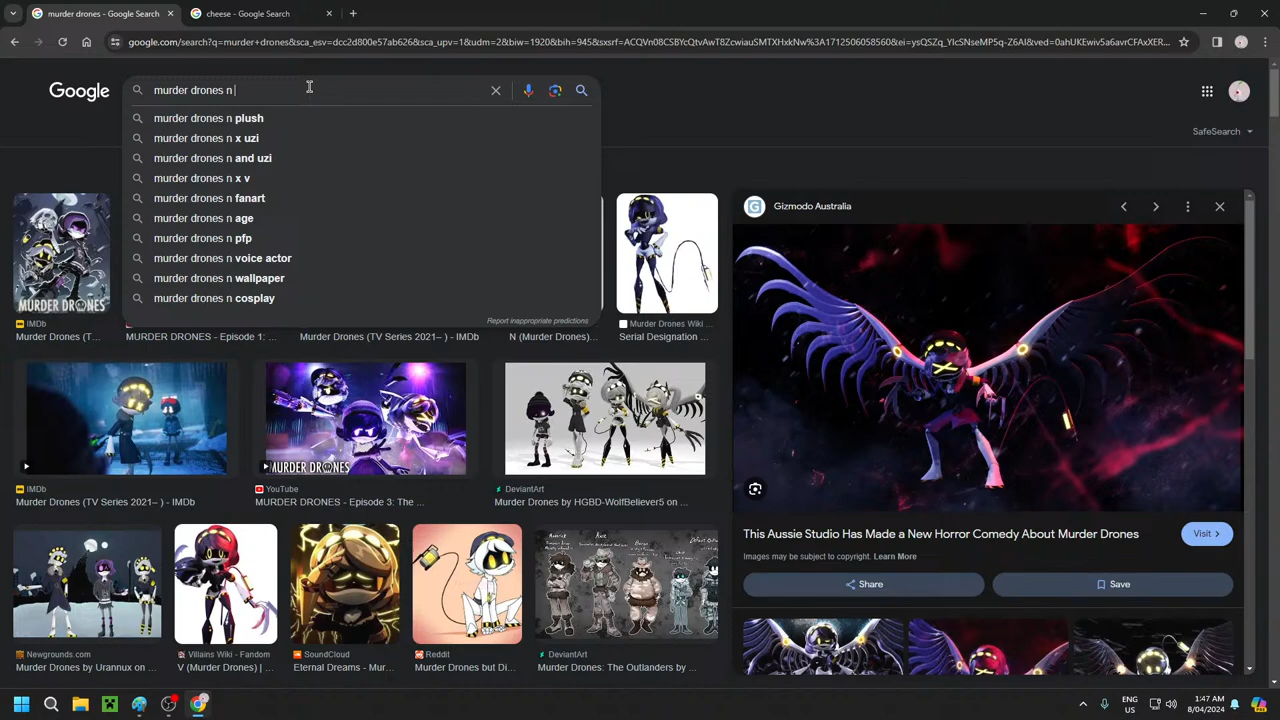 murder drones - Google Search
cheese - Google Search
google.com/search?q=murder+drones&sca_esv=dcc2d800e57ab626&sca_upv=1&udm=2&biw=1920&bih=945&sxsrf=ACQVn08CSBYcQtvAwT8ZcwiauSMTXHxkNw%3A1712506058560&ei=ysQSZq_YIcSNseMP5q-Z6AI&ved=0ahUKEwiv5a6avrCFAxXER...
Google
murder drones n
SafeSearch
murder drones n plush
murder drones n x uzi
murder drones n and uzi
murder drones n x v
murder drones n fanart
murder drones n age
murder drones n pfp
murder drones n voice actor
murder drones n wallpaper
murder drones n cosplay
Report inappropriate predictions
MURDER DRONES
IMDb
Murder Drones (T...
MURDER DRONES - Episode 1: ...
Murder Drones (TV Series 2021– ) - IMDb
N (Murder Drones)...
Murder Drones Wiki ...
Serial Designation ...
IMDb
Murder Drones (TV Series 2021– ) - IMDb
MURDER DRONES
YouTube
MURDER DRONES - Episode 3: The ...
DeviantArt
Murder Drones by HGBD-WolfBeliever5 on ...
Newgrounds.com
Murder Drones by Urannux on ...
Villains Wiki - Fandom
V (Murder Drones) | ...
SoundCloud
Eternal Dreams - Mur...
Reddit
Murder Drones but Di...
DeviantArt
Murder Drones: The Outlanders by ...
Gizmodo Australia
This Aussie Studio Has Made a New Horror Comedy About Murder Drones
Visit
Images may be subject to copyright. Learn More
Share
Save
ENG
US
1:47 AM
8/04/2024